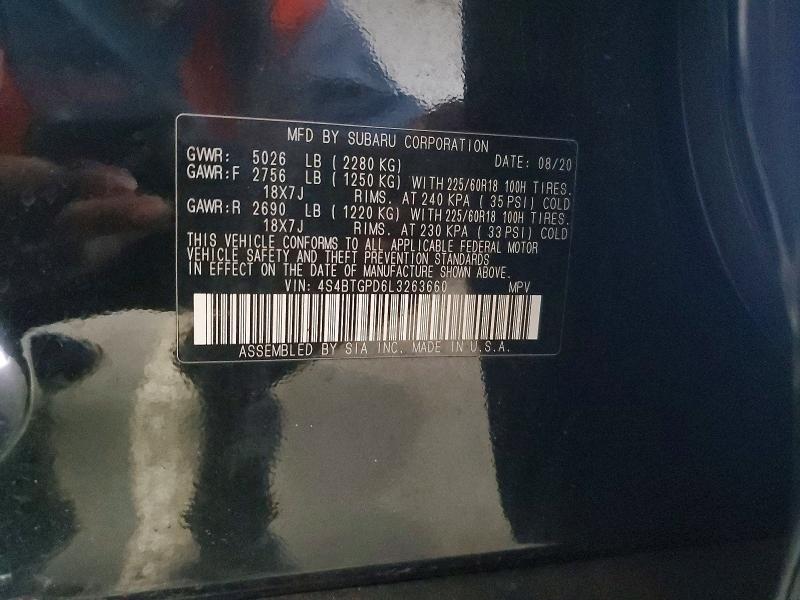 MFD BY SUBARU CORPORATION
GVWR: 5026 LB ( 2280 KG) DATE: 08/20
GAWR:F 2756 LB ( 1250 KG) WITH 225/60R18 100H TIRES.
18X7J RIMS. AT 240 KPA ( 35 PSI) COLD
GAWR:R 2690 LB ( 1220 KG) WITH 225/60R18 100H TIRES.
18X7J RIMS. AT 230 KPA ( 33 PSI) COLD
THIS VEHICLE CONFORMS TO ALL APPLICABLE FEDERAL MOTOR
VEHICLE SAFETY AND THEFT PREVENTION STANDARDS
IN EFFECT ON THE DATE OF MANUFACTURE SHOWN ABOVE.
VIN: 4S4BTGPD6L3263660 MPV
ASSEMBLED BY SIA INC. MADE IN U.S.A.